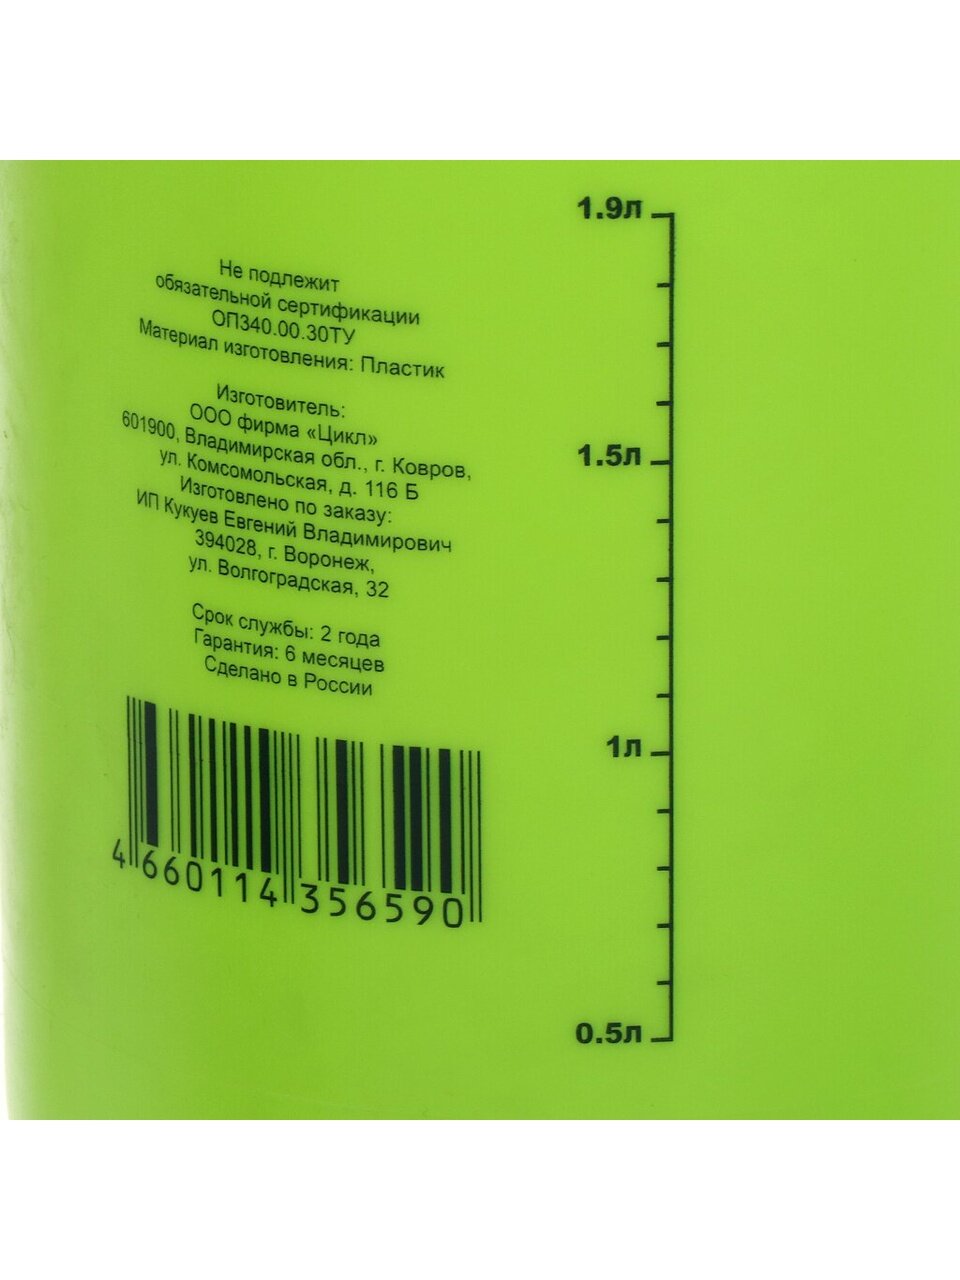 Не подлежит
обязательной сертификации
ОП340.00.30ТУ
Материал изготовления: Пластик
Изготовитель:
ООО фирма «Цикл»
601900, Владимирская обл., г. Ковров,
ул. Комсомольская, д. 116 Б
Изготовлено по заказу:
ИП Кукуев Евгений Владимирович
394028, г. Воронеж,
ул. Волгоградская, 32
Срок службы: 2 года
Гарантия: 6 месяцев
Сделано в России
4 660114 356590
1.9л
1.5л
1л
0.5л